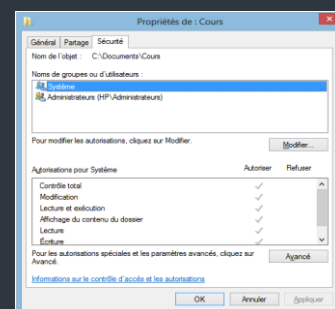 Propriétés de : Cours
Général Partage Sécurité
Nom de l'objet : C:\Documents\Cours
Noms de groupes ou d'utilisateurs :
Système
Administrateurs (HP\Administrateurs)
Pour modifier les autorisations, cliquez sur Modifier.
Modifier...
Autorisations pour Système Autoriser Refuser
Contrôle total
Modification
Lecture et exécution
Affichage du contenu du dossier
Lecture
Écriture
Pour les autorisations spéciales et les paramètres avancés, cliquez sur Avancé.
Avancé
Informations sur le contrôle d'accès et les autorisations
OK Annuler Appliquer